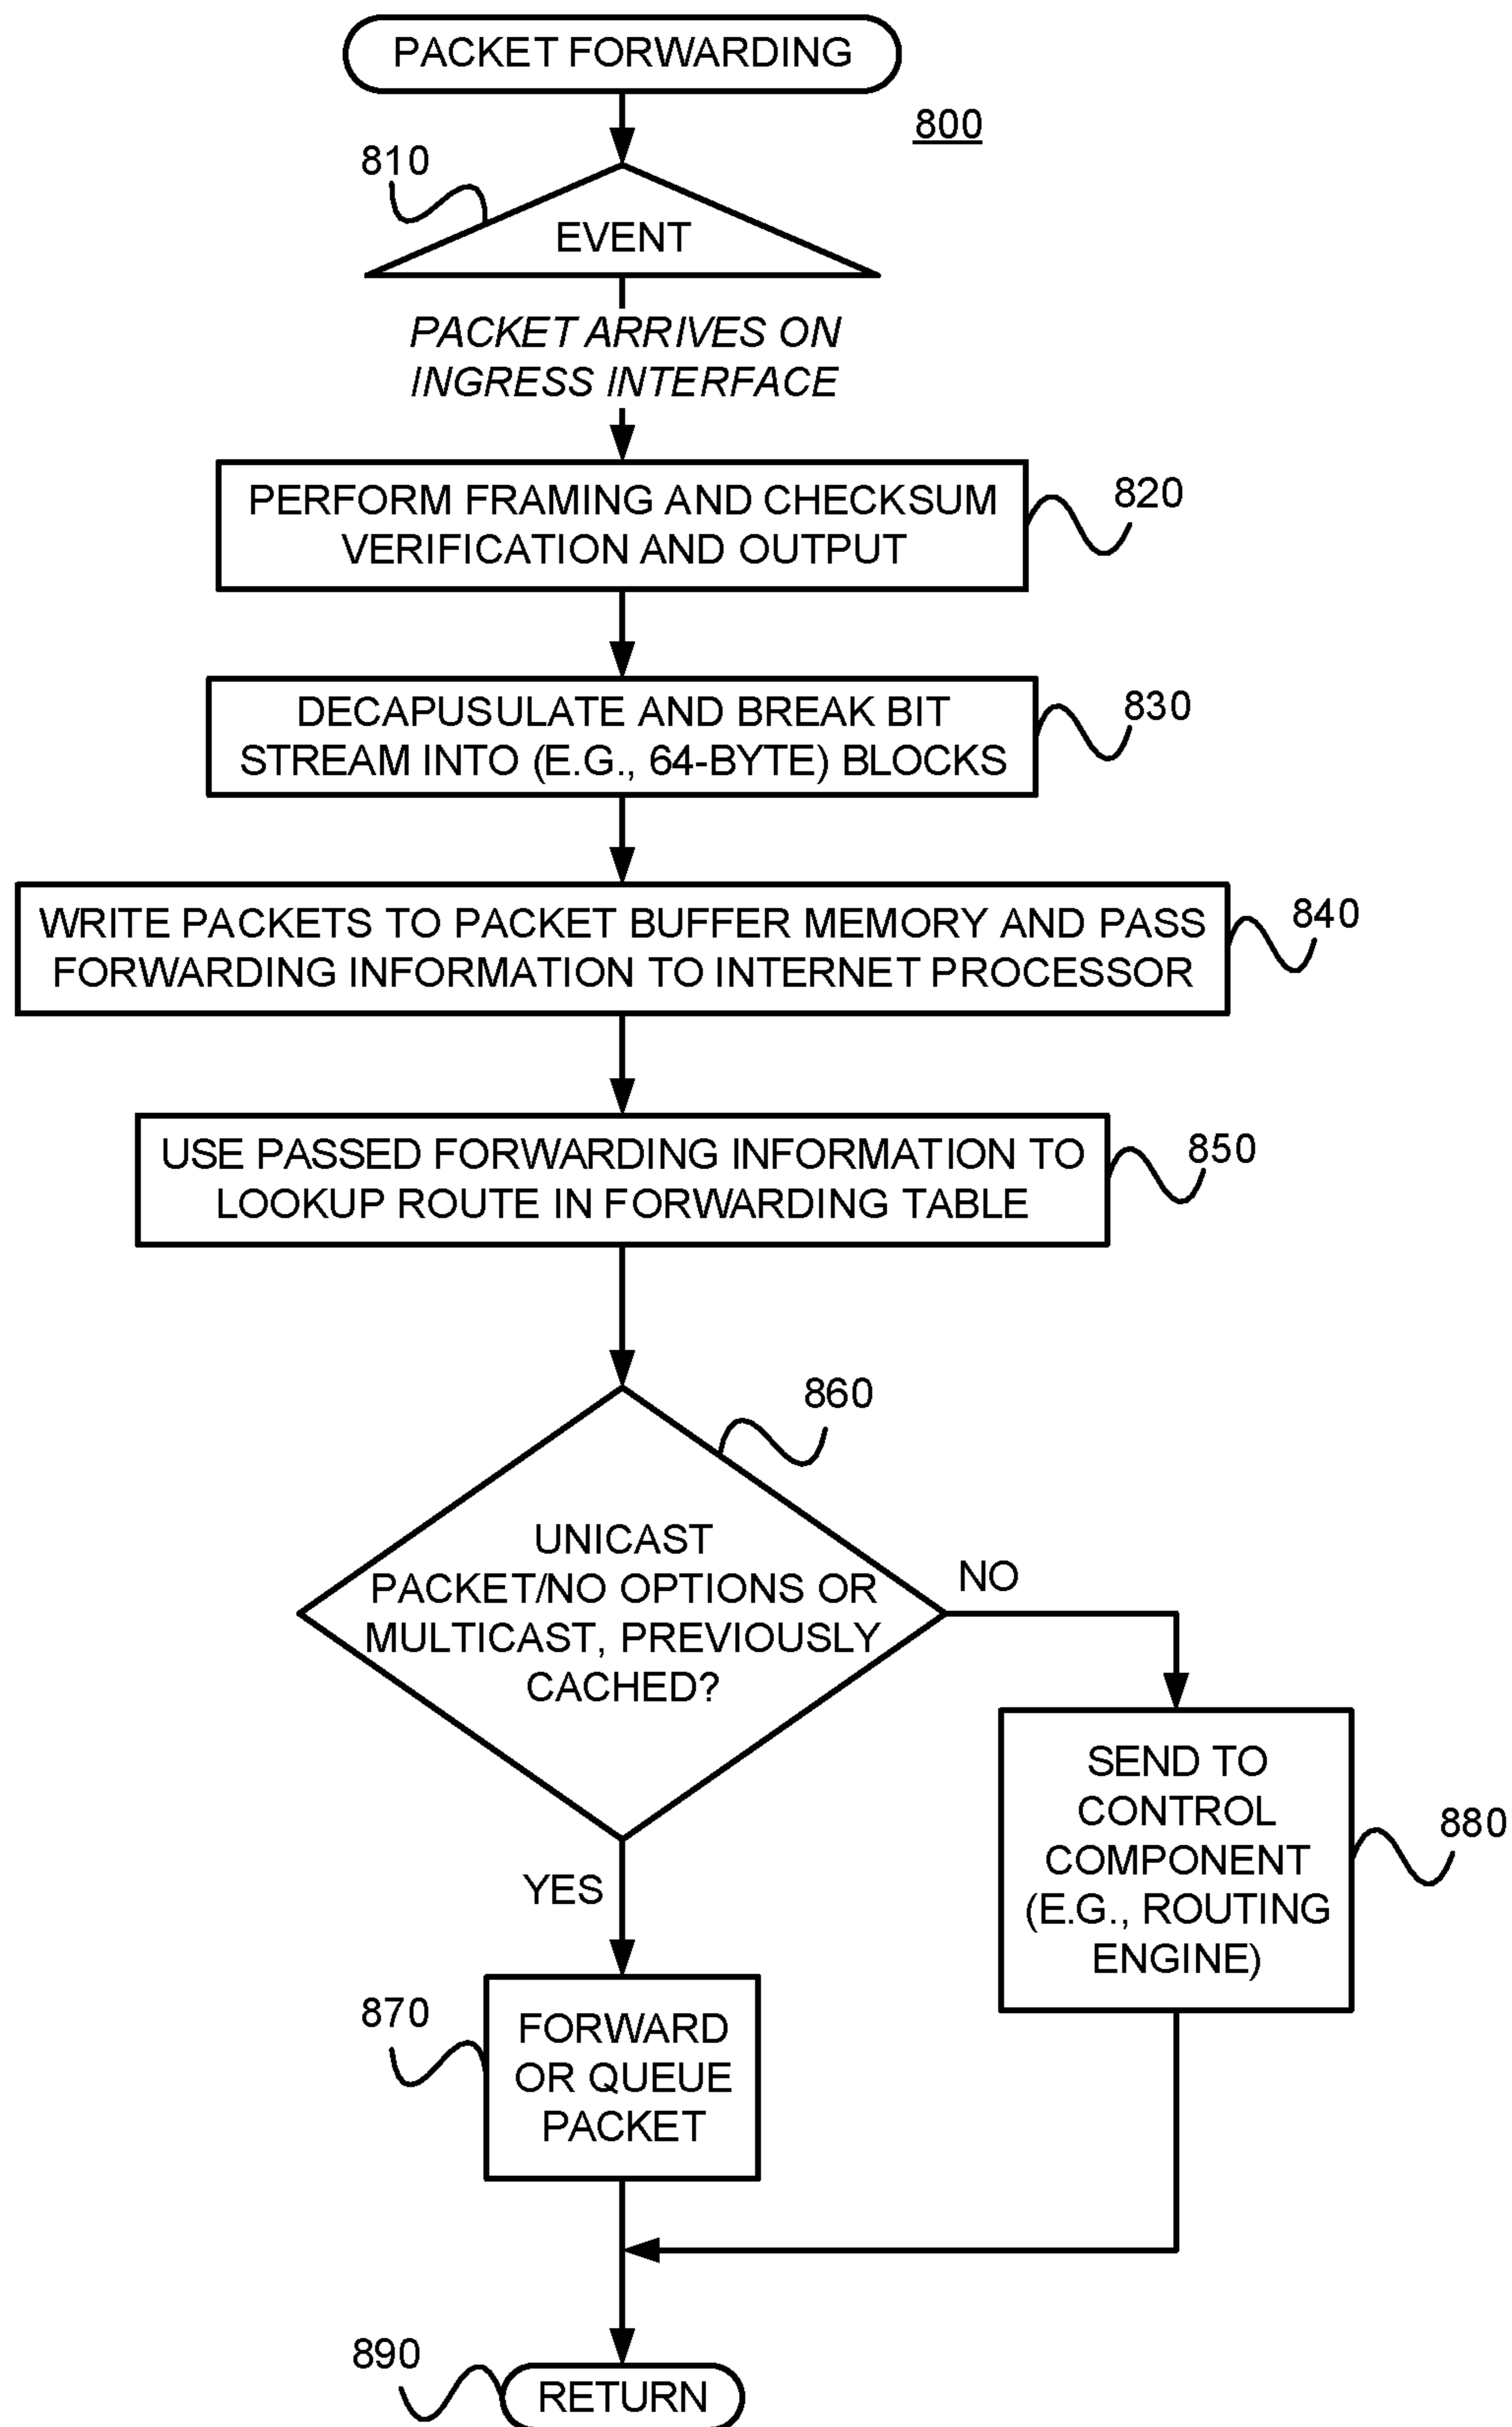 PACKET FORWARDING
800
810
EVENT
PACKET ARRIVES ON
INGRESS INTERFACE
PERFORM FRAMING AND CHECKSUM
VERIFICATION AND OUTPUT
820
DECAPUSULATE AND BREAK BIT
STREAM INTO (E.G., 64-BYTE) BLOCKS
830
WRITE PACKETS TO PACKET BUFFER MEMORY AND PASS
FORWARDING INFORMATION TO INTERNET PROCESSOR
840
USE PASSED FORWARDING INFORMATION TO
LOOKUP ROUTE IN FORWARDING TABLE
850
860
UNICAST
PACKET/NO OPTIONS OR
MULTICAST, PREVIOUSLY
CACHED?
NO
SEND TO
CONTROL
COMPONENT
(E.G., ROUTING
ENGINE)
880
YES
870
FORWARD
OR QUEUE
PACKET
890
RETURN